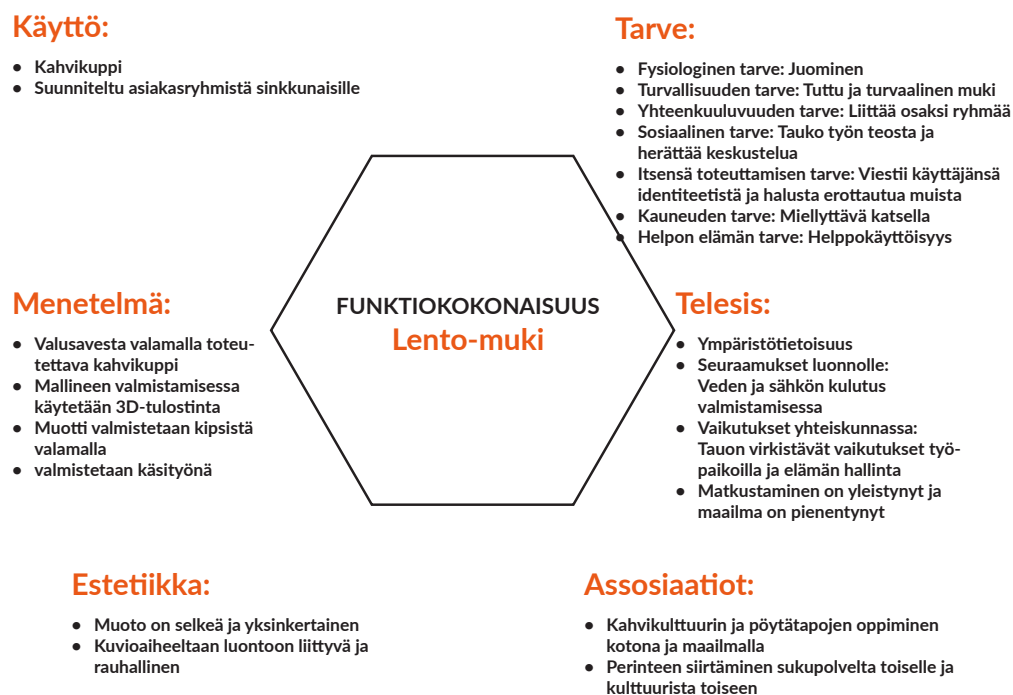 Käyttö:
• Kahvikuppi
• Suunniteltu asiakasryhmistä sinkkunaisille
Tarve:
• Fysiologinen tarve: Juominen
• Turvallisuuden tarve: Tuttu ja turvaalinen muki
• Yhteenkuuluvuuden tarve: Liittää osaksi ryhmää
• Sosiaalinen tarve: Tauko työn teosta ja
herättää keskustelua
• Itsensä toteuttamisen tarve: Viestii käyttäjänsä
identiteetistä ja halusta erottautua muista
• Kauneuden tarve: Miellyttävä katsella
• Helpon elämän tarve: Helppokäyttöisyys
FUNKTIOKOKONAISUUS
Lento-muki
Menetelmä:
• Valusavesta valamalla toteu-
tettava kahvikuppi
• Mallineen valmistamisessa
käytetään 3D-tulostinta
• Muotti valmistetaan kipsistä
valamalla
• valmistetaan käsityönä
Telesis:
• Ympäristötietoisuus
• Seuraamukset luonnolle:
Veden ja sähkön kulutus
valmistamisessa
• Vaikutukset yhteiskunnassa:
Tauon virkistävät vaikutukset työ-
paikoilla ja elämän hallinta
• Matkustaminen on yleistynyt ja
maailma on pienentynyt
Estetiikka:
• Muoto on selkeä ja yksinkertainen
• Kuvioaiheeltaan luontoon liittyvä ja
rauhallinen
Assosiaatiot:
• Kahvikulttuurin ja pöytätapojen oppiminen
kotona ja maailmalla
• Perinteen siirtäminen sukupolvelta toiselle ja
kulttuurista toiseen